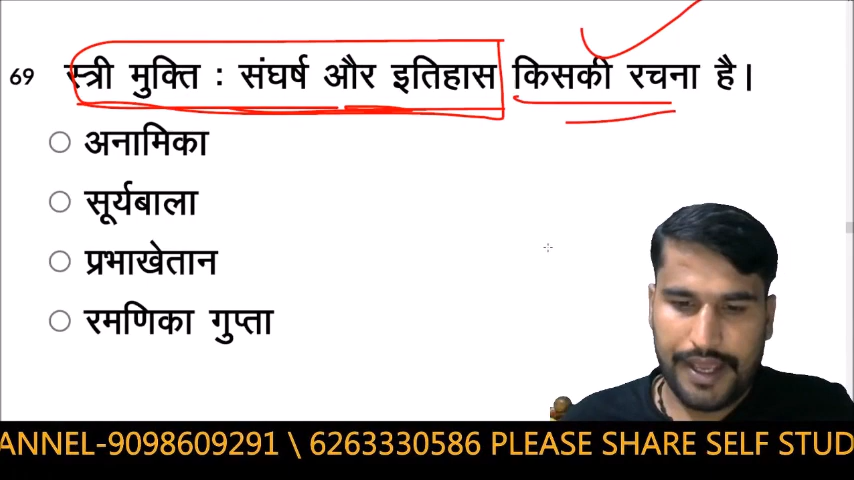 69 स्त्री मुक्ति : संघर्ष और इतिहास किसकी रचना है।
अनामिका
सूर्यबाला
प्रभाखेतान
रमणिका गुप्ता
ANNEL-9098609291 \ 6263330586 PLEASE SHARE SELF STUD